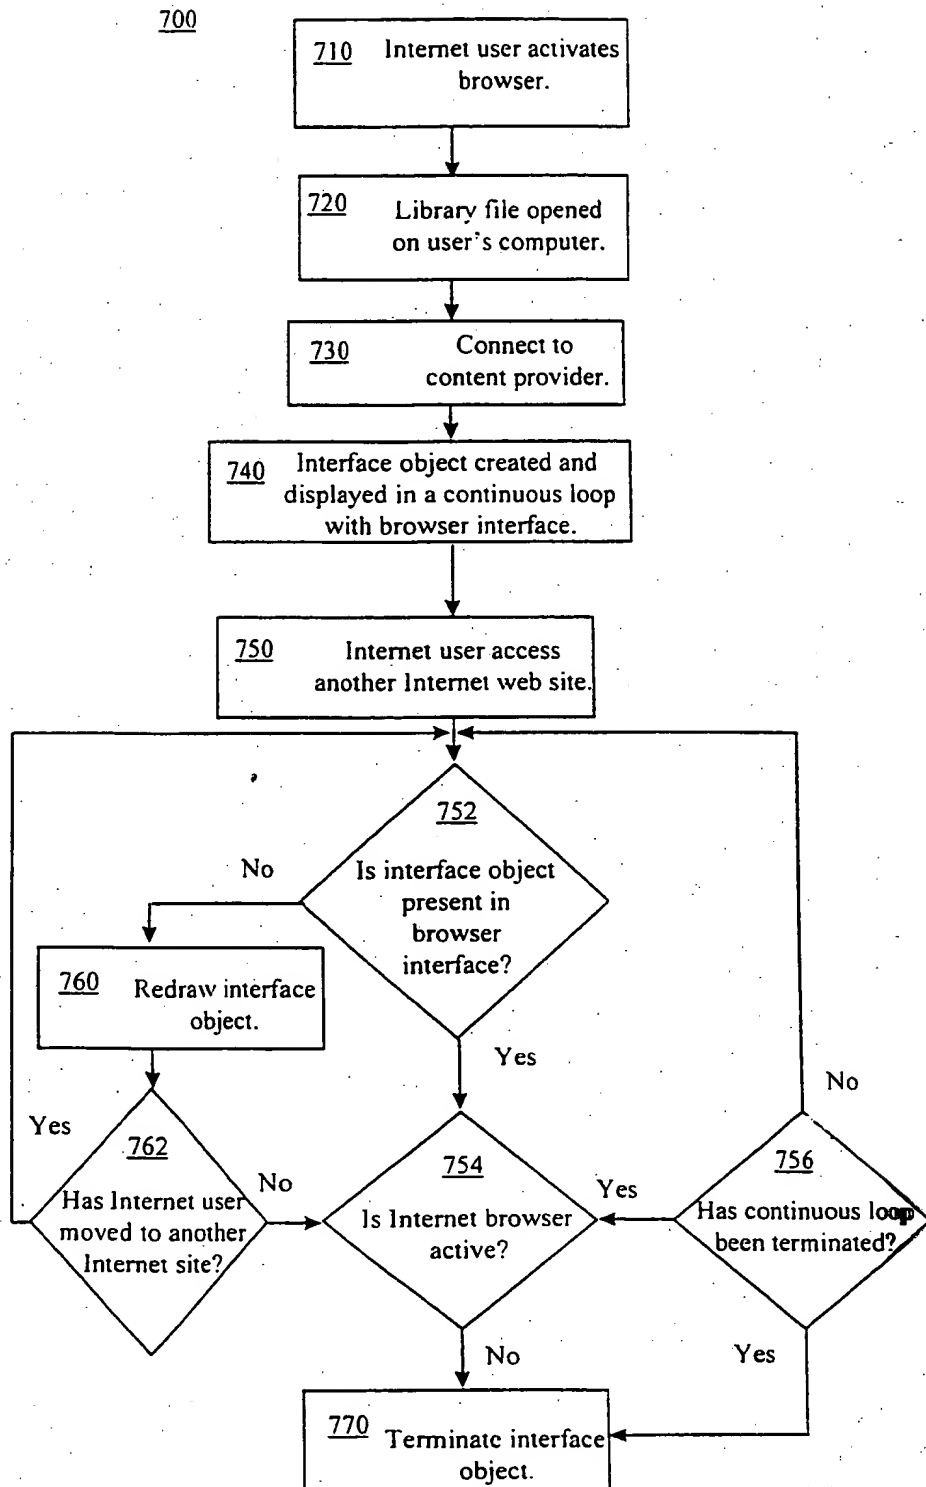 700
710 Internet user activates
browser.
720 Library file opened
on user's computer.
730 Connect to
content provider.
740 Interface object created and
displayed in a continuous loop
with browser interface.
750 Internet user access
another Internet web site.
752
Is interface object
present in
browser
interface?
No
760 Redraw interface
object.
Yes
No
Yes
762
Has Internet user
moved to another
Internet site?
No
754
Is Internet browser
active?
Yes
756
Has continuous loop
been terminated?
No
Yes
770 Terminate interface
object.